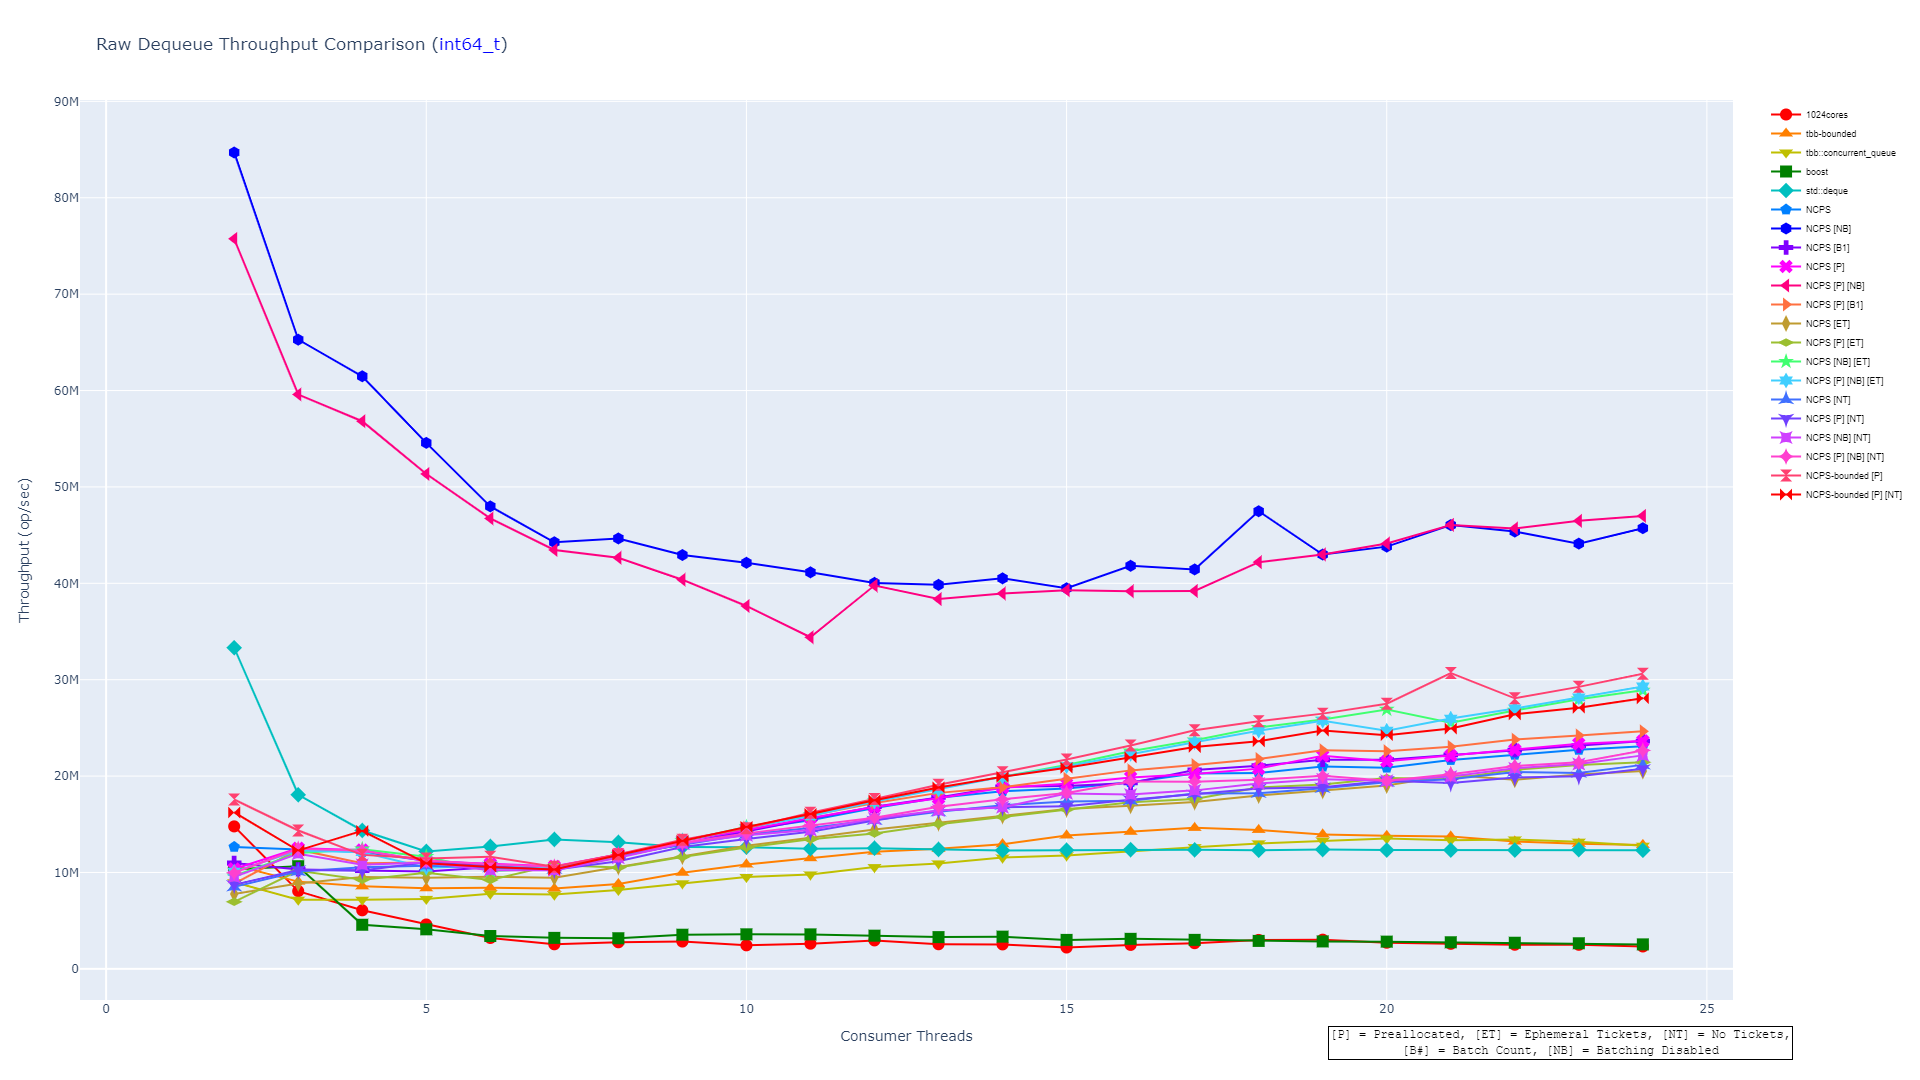 Raw Dequeue Throughput Comparison (int64_t)
90M
80M
70M
60M
50M
40M
30M
20M
10M
0
Throughput (op/sec)
0
5
10
15
20
25
Consumer Threads
1024cores
tbb-bounded
tbb::concurrent_queue
boost
std::deque
NCPS
NCPS [NB]
NCPS [B1]
NCPS [P]
NCPS [P] [NB]
NCPS [P] [B1]
NCPS [ET]
NCPS [P] [ET]
NCPS [NB] [ET]
NCPS [P] [NB] [ET]
NCPS [NT]
NCPS [P] [NT]
NCPS [NB] [NT]
NCPS [P] [NB] [NT]
NCPS-bounded [P]
NCPS-bounded [P] [NT]
[P] = Preallocated, [ET] = Ephemeral Tickets, [NT] = No Tickets,
[B#] = Batch Count, [NB] = Batching Disabled